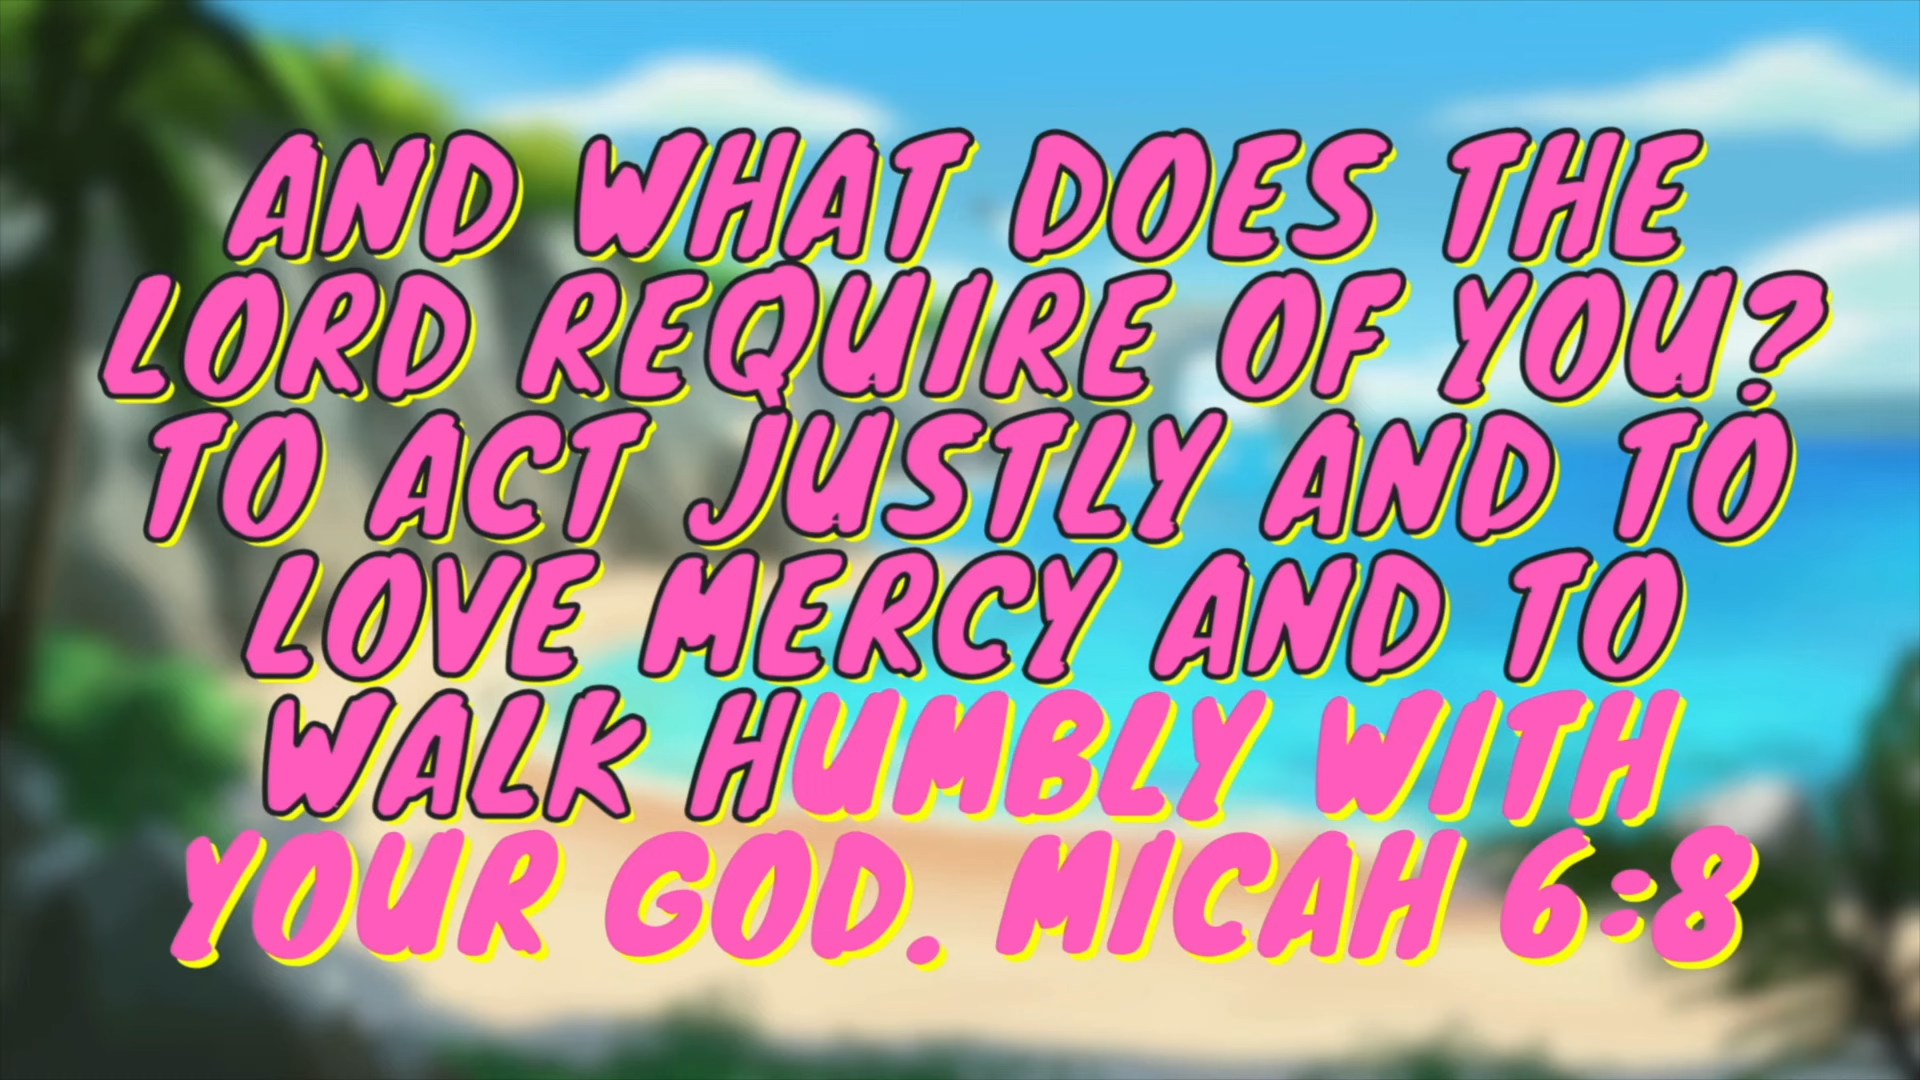 AND WHAT DOES THE
LORD REQUIRE OF YOU?
TO ACT JUSTLY AND TO
LOVE MERCY AND TO
WALK HUMBLY WITH
YOUR GOD. MICAH 6:8